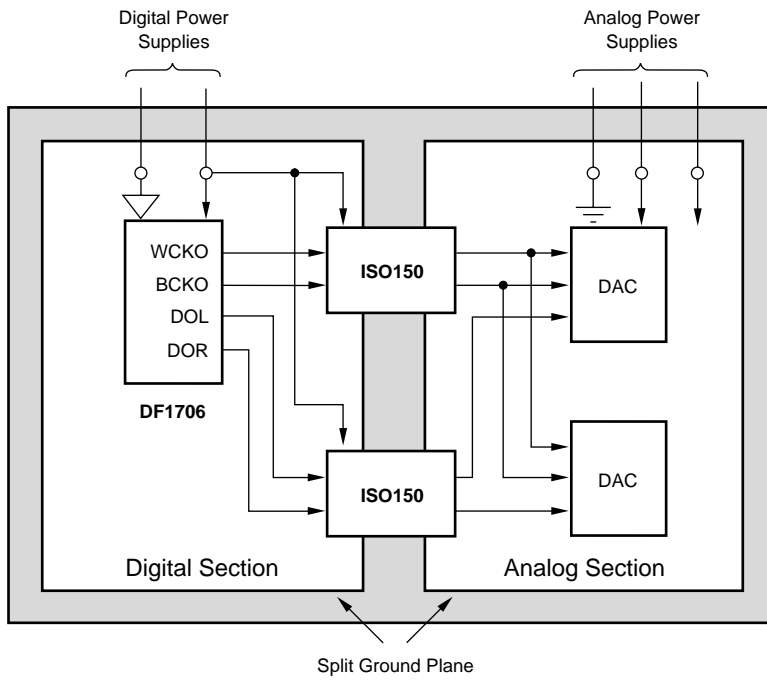 Digital Power
Supplies
Analog Power
Supplies
WCKO
BCKO
DOL
DOR
DF1706
ISO150
DAC
ISO150
DAC
Digital Section
Analog Section
Split Ground Plane